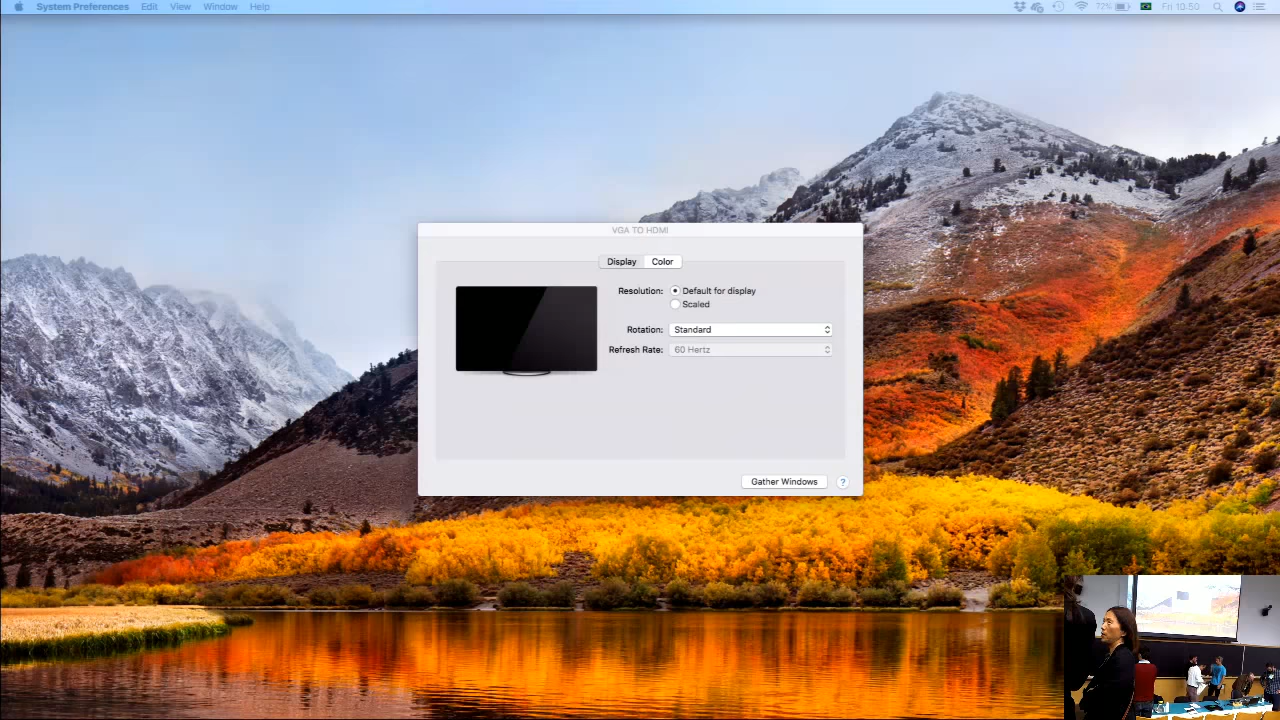 System Preferences Edit View Window Help 72% Fri 10:50
VGA TO HDMI
Display Color
Resolution: Default for display
Scaled
Rotation: Standard
Refresh Rate: 60 Hertz
Gather Windows ?